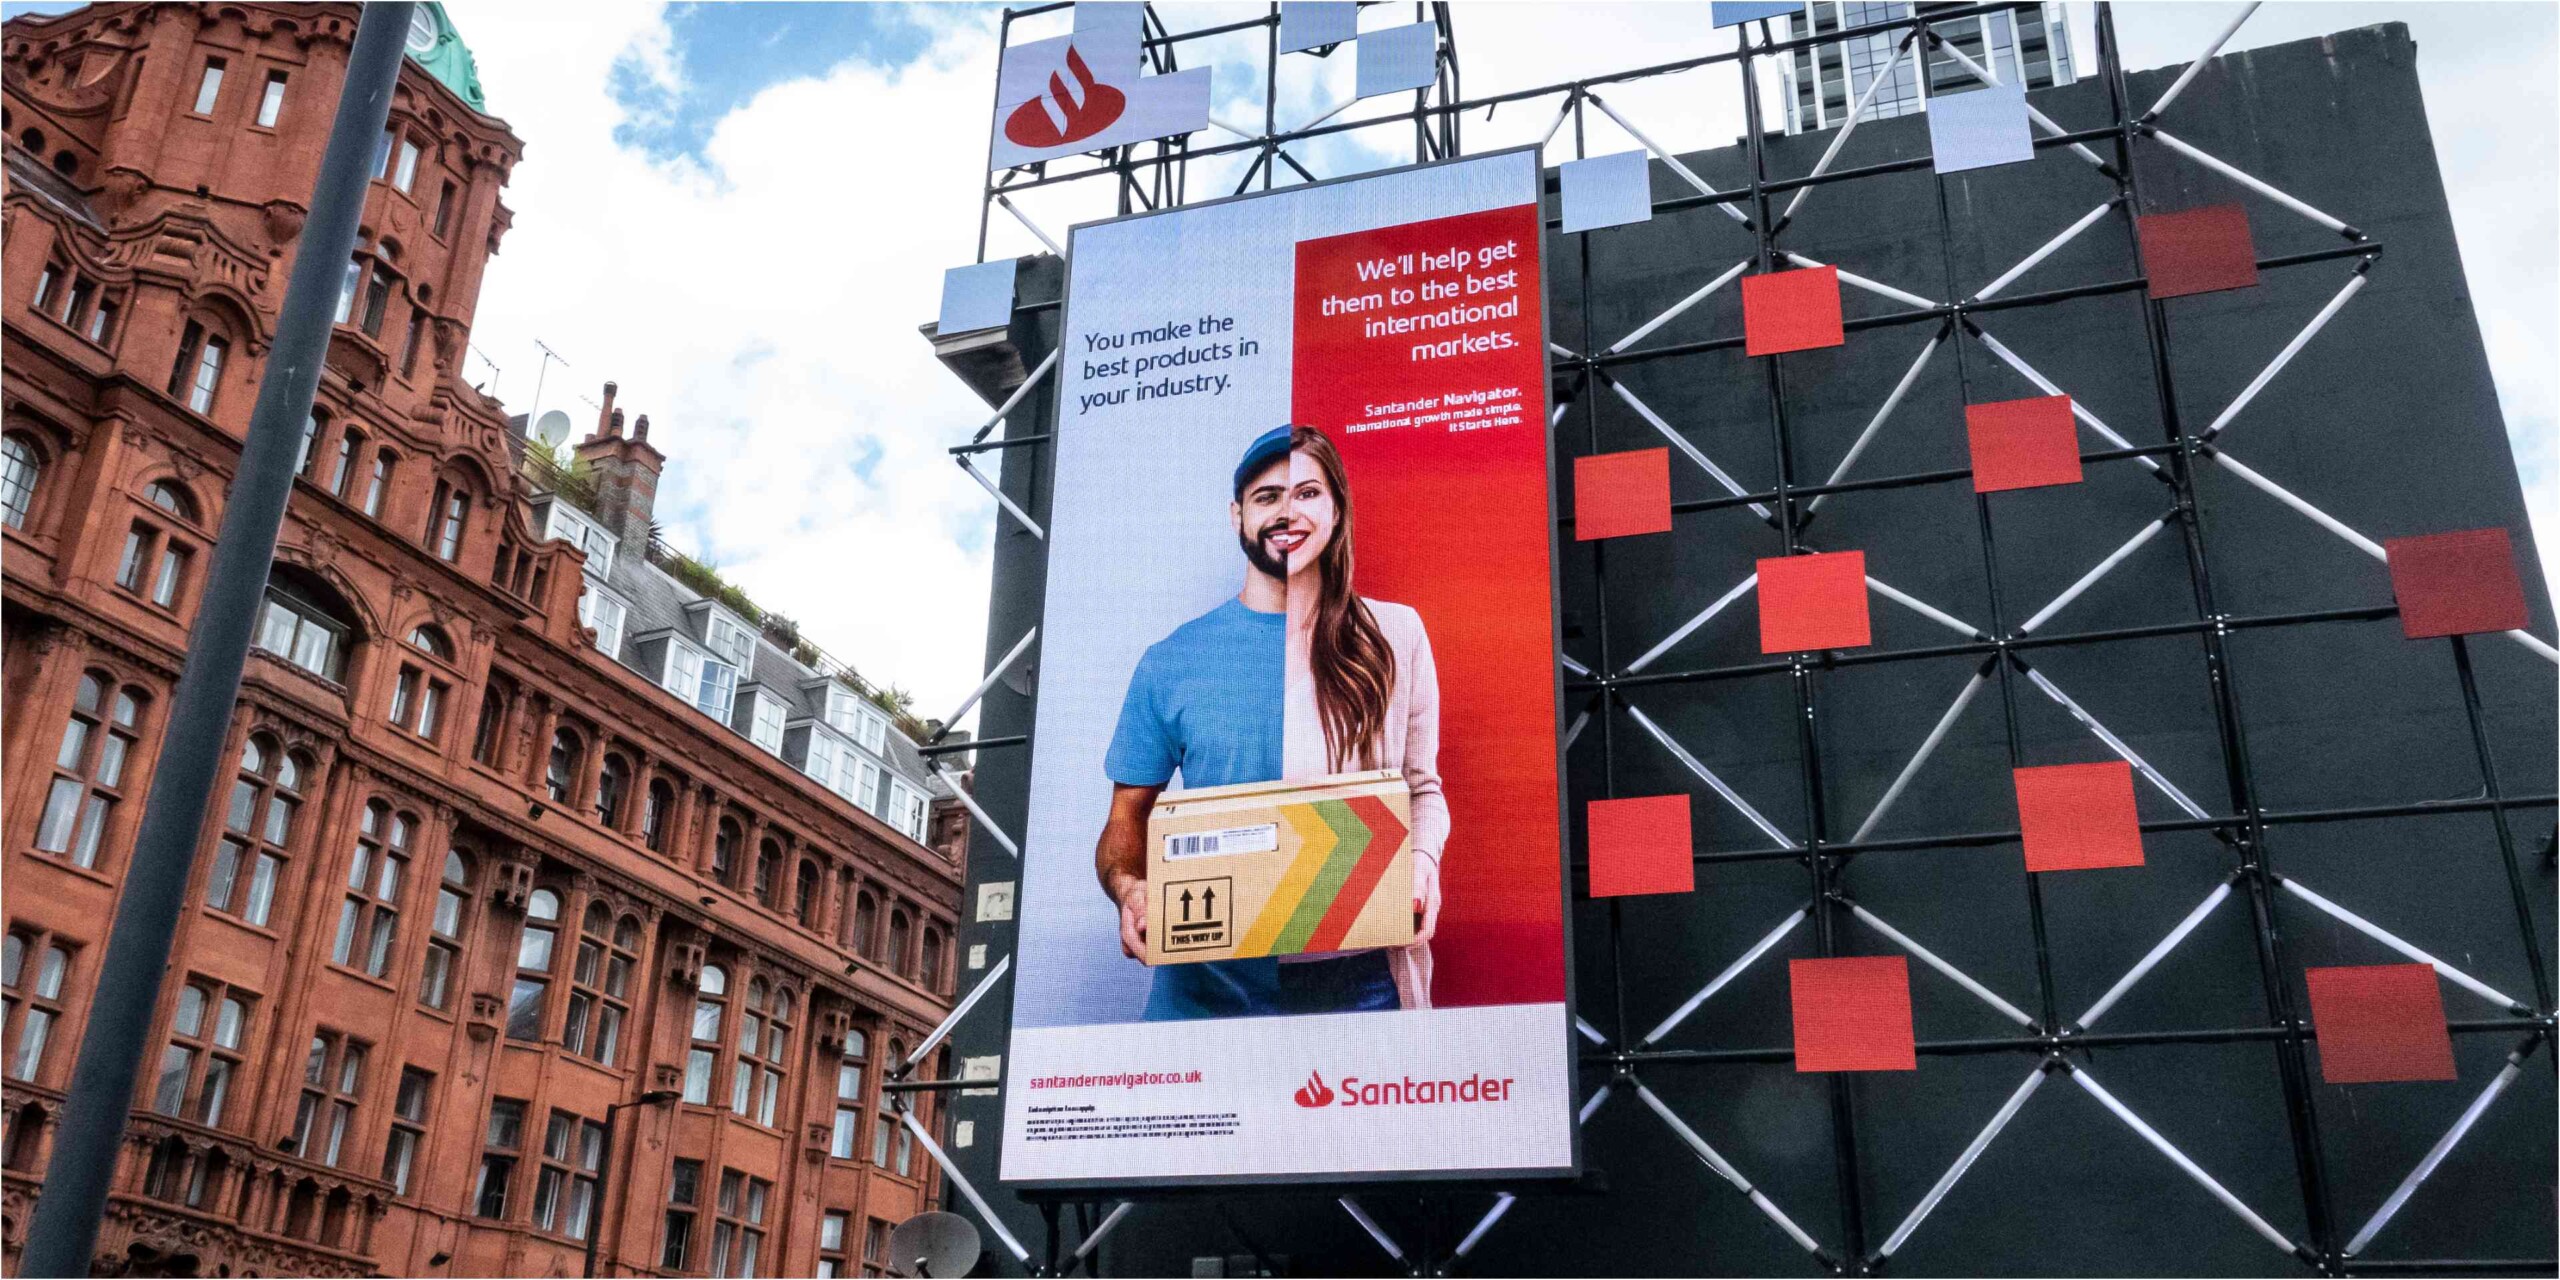 You make the
best products in
your industry.
We'll help get
them to the best
international
markets.
Santander Navigator.
International growth made simple.
It Starts Here.
THIS WAY UP
santandernavigator.co.uk
Santander